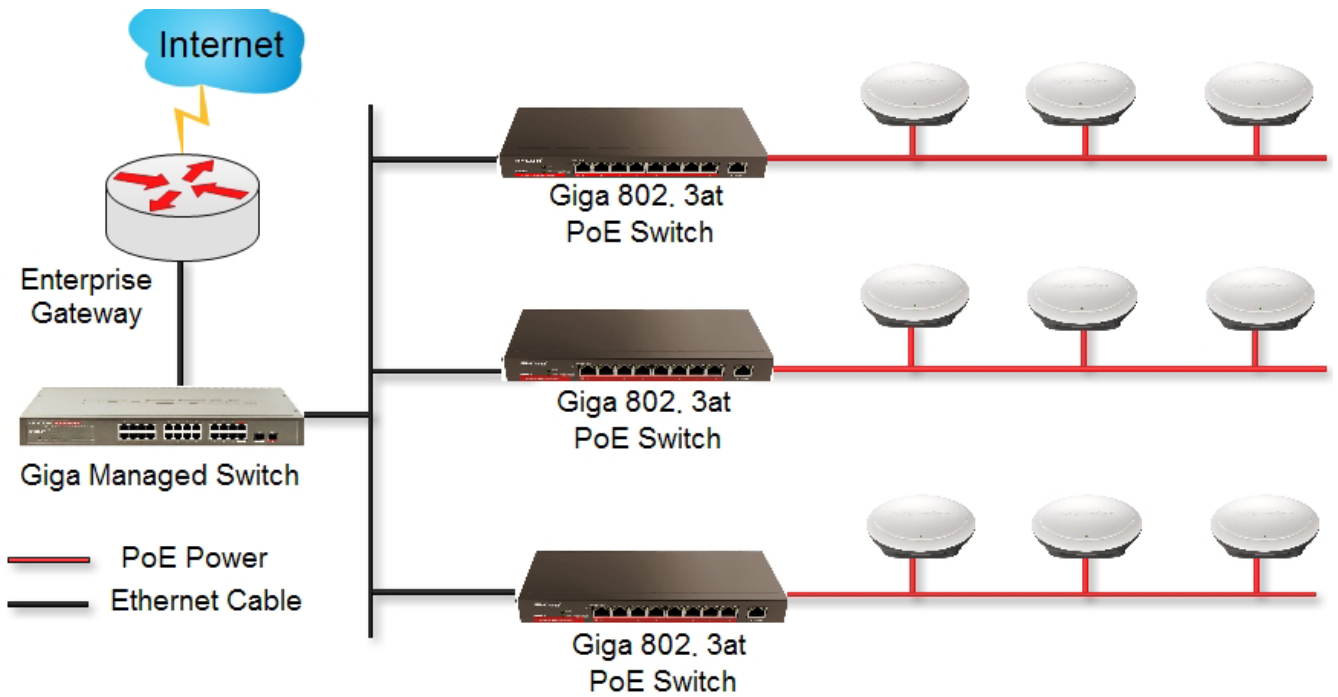 Internet
Enterprise
Gateway
Giga Managed Switch
PoE Power
Ethernet Cable
Giga 802, 3at
PoE Switch
Giga 802, 3at
PoE Switch
Giga 802, 3at
PoE Switch